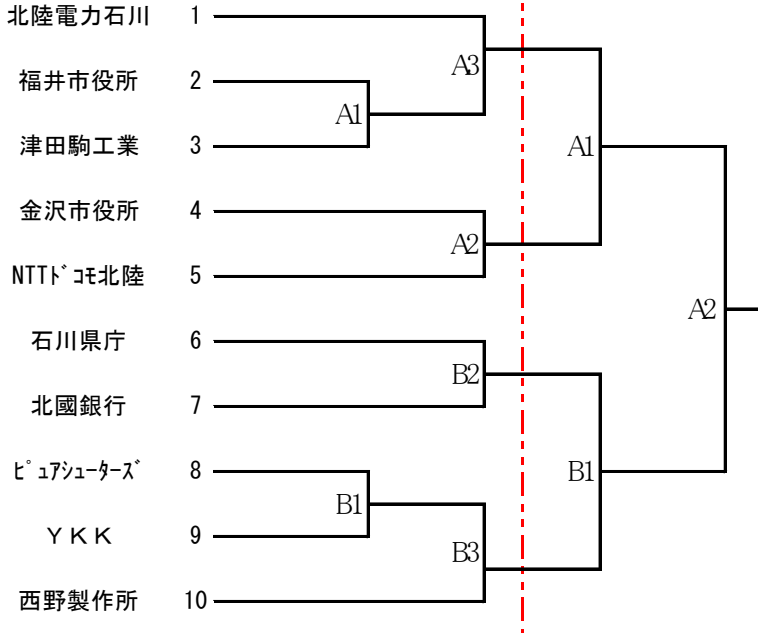 北陸電力石川 1
A3
福井市役所 2
A1
津田駒工業 3
A1
金沢市役所 4
A2
NTTﾄﾞｺﾓ北陸 5
A2
石川県庁 6
B2
北國銀行 7
ﾋﾟｭｱｼｭｰﾀｰｽﾞ 8
B1
B1
ＹＫＫ 9
B3
西野製作所 10